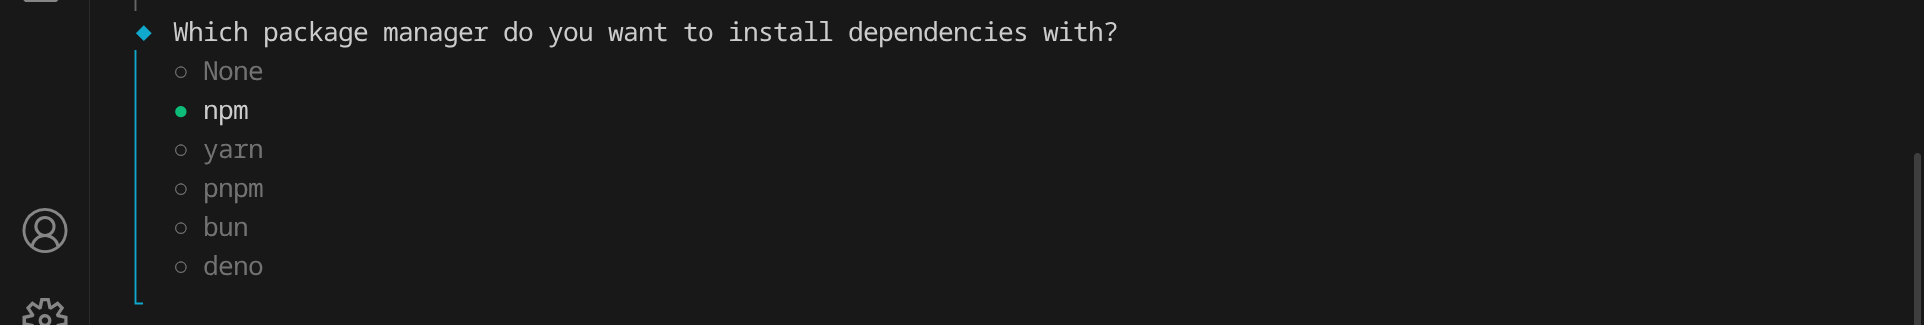 Which package manager do you want to install dependencies with?
None
npm
yarn
pnpm
bun
deno